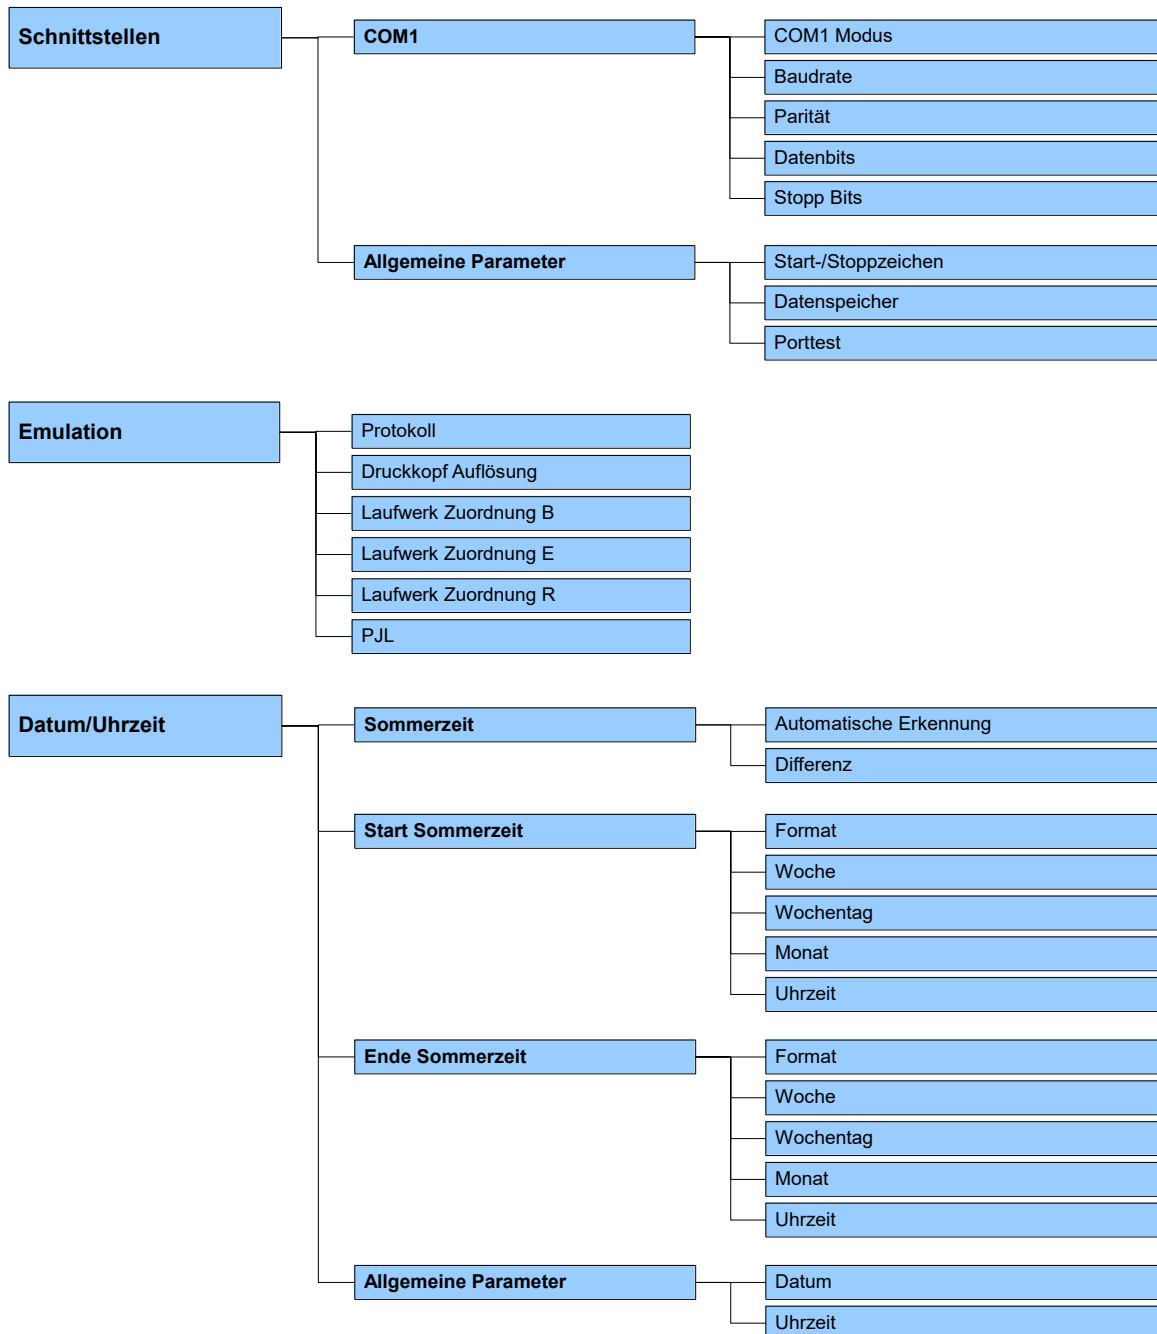 Schnittstellen
COM1
COM1 Modus
Baudrate
Parität
Datenbits
Stopp Bits
Allgemeine Parameter
Start-/Stoppzeichen
Datenspeicher
Porttest
Emulation
Protokoll
Druckkopf Auflösung
Laufwerk Zuordnung B
Laufwerk Zuordnung E
Laufwerk Zuordnung R
PJL
Datum/Uhrzeit
Sommerzeit
Automatische Erkennung
Differenz
Start Sommerzeit
Format
Woche
Wochentag
Monat
Uhrzeit
Ende Sommerzeit
Format
Woche
Wochentag
Monat
Uhrzeit
Allgemeine Parameter
Datum
Uhrzeit